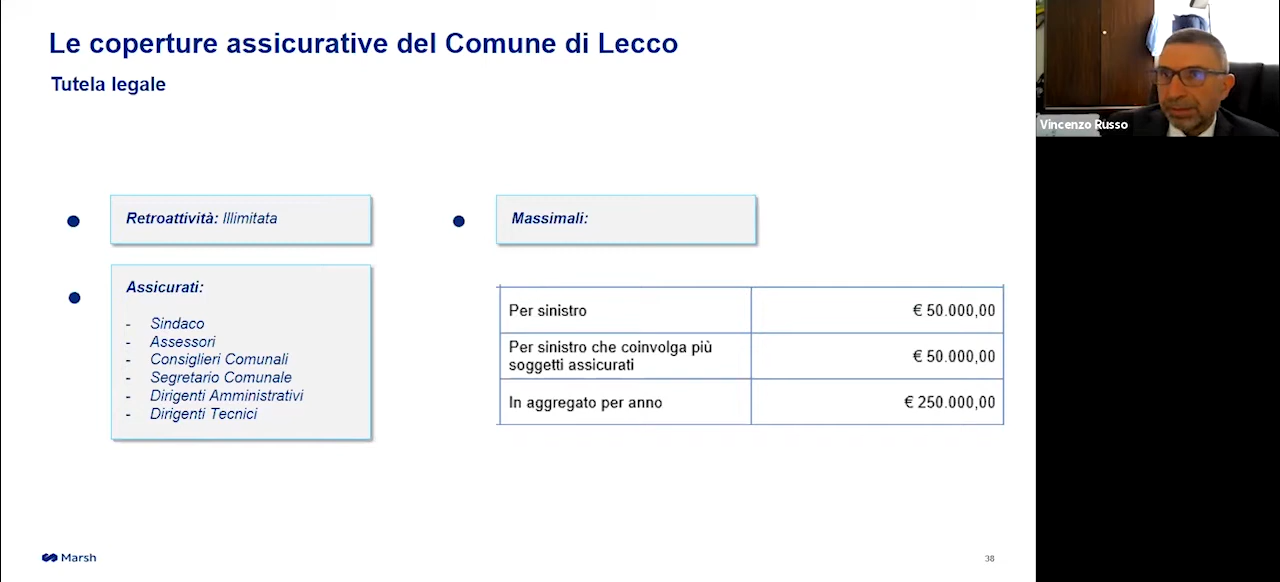 Le coperture assicurative del Comune di Lecco
Tutela legale
Retroattività: Illimitata
Assicurati:
- Sindaco
- Assessori
- Consiglieri Comunali
- Segretario Comunale
- Dirigenti Amministrativi
- Dirigenti Tecnici
Massimali:
Per sinistro € 50.000,00
Per sinistro che coinvolga più
soggetti assicurati € 50.000,00
In aggregato per anno € 250.000,00
Marsh
38
Vincenzo Russo